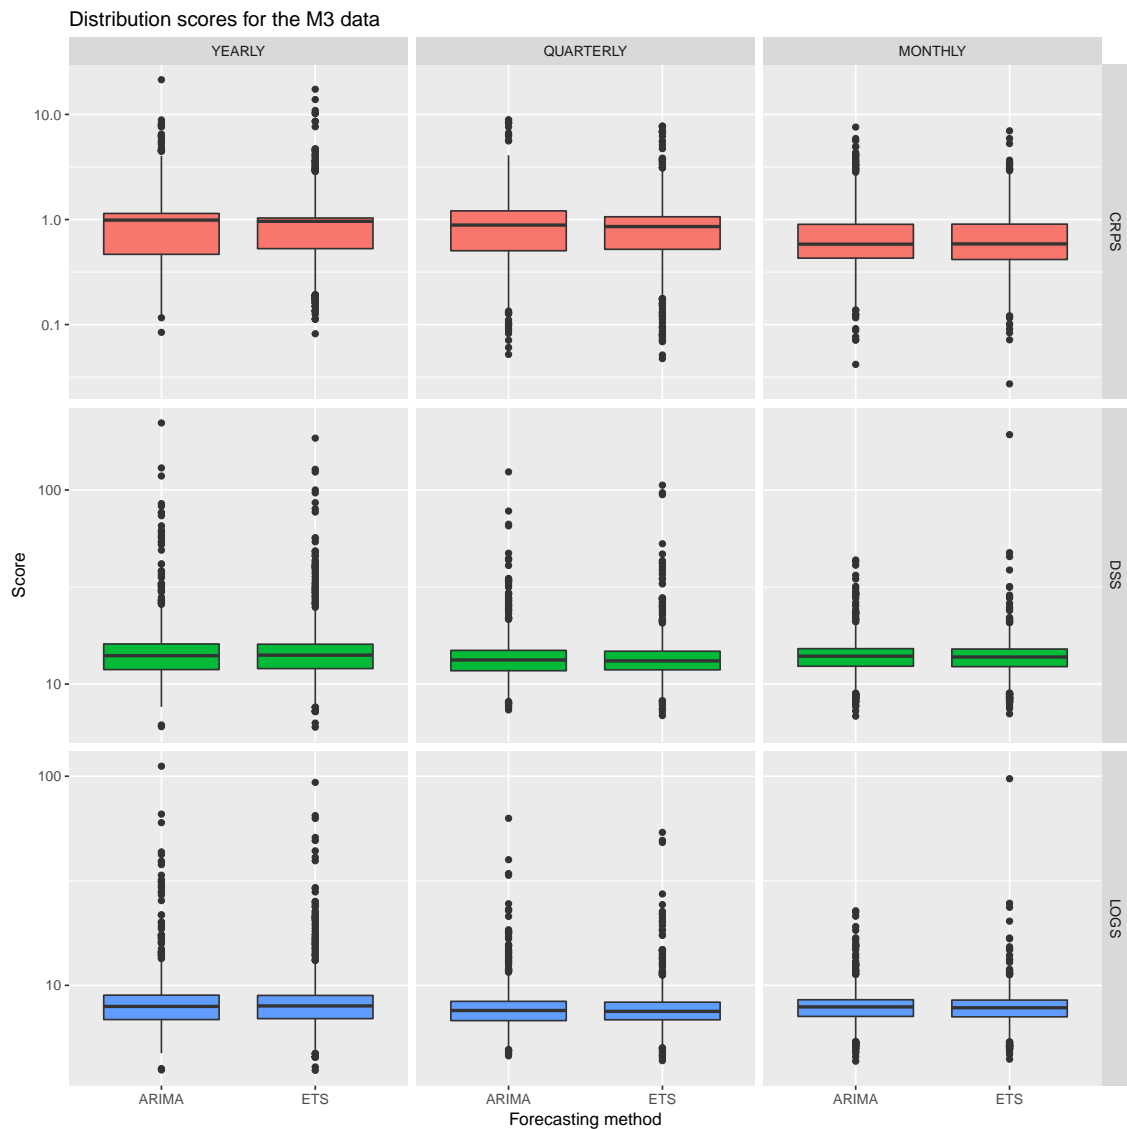 Distribution scores for the M3 data
YEARLY
QUARTERLY
MONTHLY
10.0
1.0
0.1
CRPS
100
10
DSS
100
10
LOGS
Score
ARIMA
ETS
ARIMA
ETS
ARIMA
ETS
Forecasting method